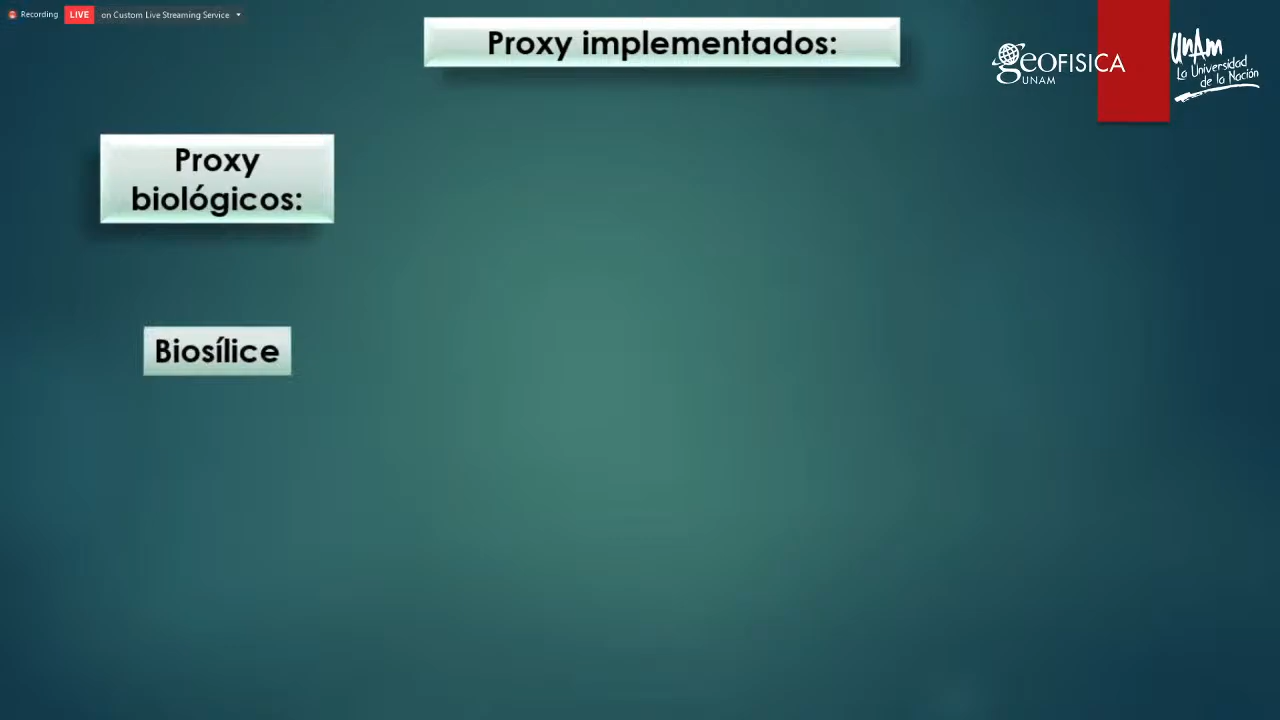 Recording
LIVE
on Custom Live Streaming Service
Proxy implementados:
GEOFISICA
UNAM
UnAm
La Universidad
de la Nación
Proxy
biológicos:
Biosílice